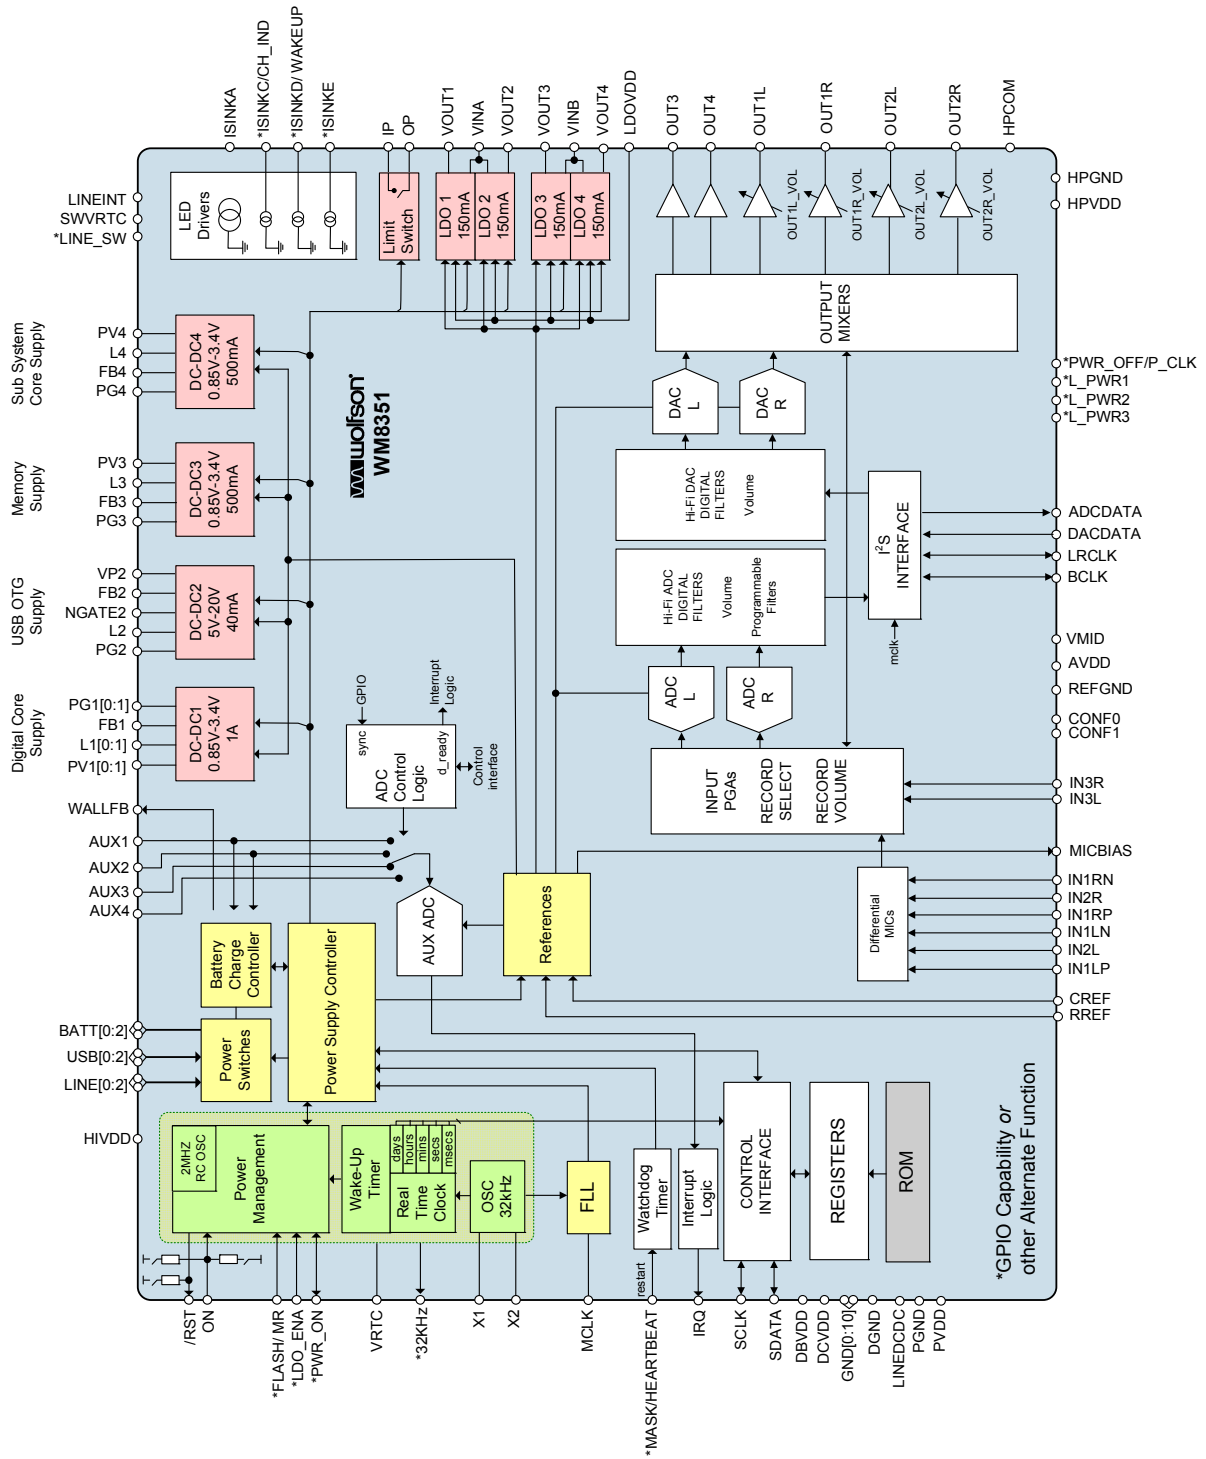 ISINKA
*ISINKC/CH_IND
*ISINKD/ WAKEUP
*ISINKE
IP
OP
VOUT1
VINA
VOUT2
VOUT3
VINB
VOUT4
LDOVDD
OUT3
OUT4
OUT1L
OUT1R
OUT2L
OUT2R
HPCOM
LINEINT
SWVRTC
*LINE_SW
LED
Drivers
Limit
Switch
LDO 1
150mA
LDO 2
150mA
LDO 3
150mA
LDO 4
150mA
OUT1L_VOL
OUT1R_VOL
OUT2L_VOL
OUT2R_VOL
HPGND
HPVDD
OUTPUT
MIXERS
Sub System
Core Supply
PV4
L4
FB4
PG4
DC-DC4
0.85V-3.4V
500mA
wolfson
WM8351
DAC
L
DAC
R
*PWR_OFF/P_CLK
*L_PWR1
*L_PWR2
*L_PWR3
Memory
Supply
PV3
L3
FB3
PG3
DC-DC3
0.85V-3.4V
500mA
Hi-Fi DAC
DIGITAL
FILTERS
Volume
I2S
INTERFACE
ADCDATA
DACDATA
LRCLK
BCLK
USB OTG
Supply
VP2
FB2
NGATE2
L2
PG2
DC-DC2
5V-20V
40mA
Hi-Fi ADC
DIGITAL
FILTERS
Volume
Programmable
Filters
mclk
VMID
AVDD
REFGND
CONF0
CONF1
Digital Core
Supply
PG1[0:1]
FB1
L1[0:1]
PV1[0:1]
DC-DC1
0.85V-3.4V
1A
GPIO
Interrupt
Logic
sync
d_ready
ADC
Control
Logic
Control
interface
ADC
L
ADC
R
INPUT
PGAs
RECORD
SELECT
RECORD
VOLUME
IN3R
IN3L
WALLFB
AUX1
AUX2
AUX3
AUX4
MICBIAS
IN1RN
IN2R
IN1RP
IN1LN
IN2L
IN1LP
CREF
RREF
Battery
Charge
Controller
Power Supply Controller
AUX ADC
References
Differential
MICs
BATT[0:2]
USB[0:2]
LINE[0:2]
Power
Switches
HIVDD
2MHZ
RC OSC
Power
Management
Wake-Up
Timer
days
hours
mins
secs
msecs
Real
Time
Clock
OSC
32kHz
FLL
Watchdog
Timer
restart
Interrupt
Logic
CONTROL
INTERFACE
REGISTERS
ROM
*GPIO Capability or
other Alternate Function
/RST
ON
*FLASH/ MR
*LDO_ENA
*PWR_ON
VRTC
*32KHz
X1
X2
MCLK
*MASK/HEARTBEAT
IRQ
SCLK
SDATA
DBVDD
DCVDD
GND[0:10]
DGND
LINEDCDC
PGND
PVDD